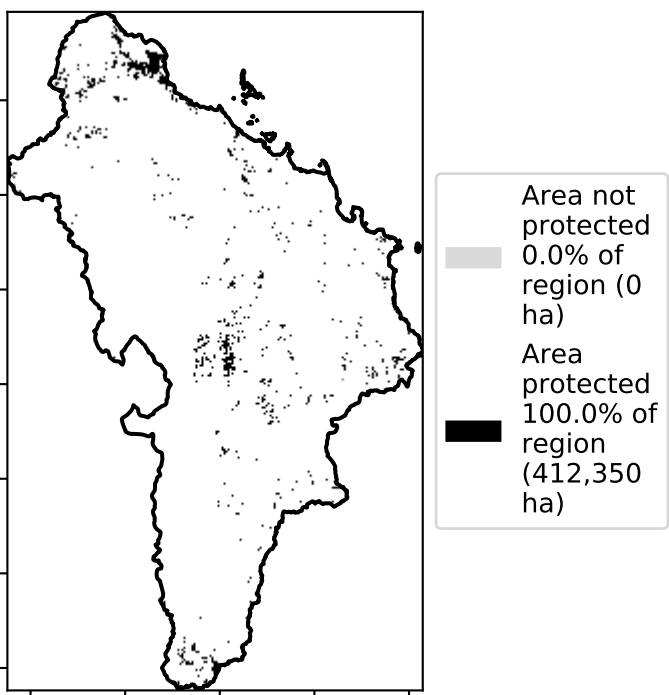 Area not
protected
0.0% of
region (0
ha)
Area
protected
100.0% of
region
(412,350
ha)